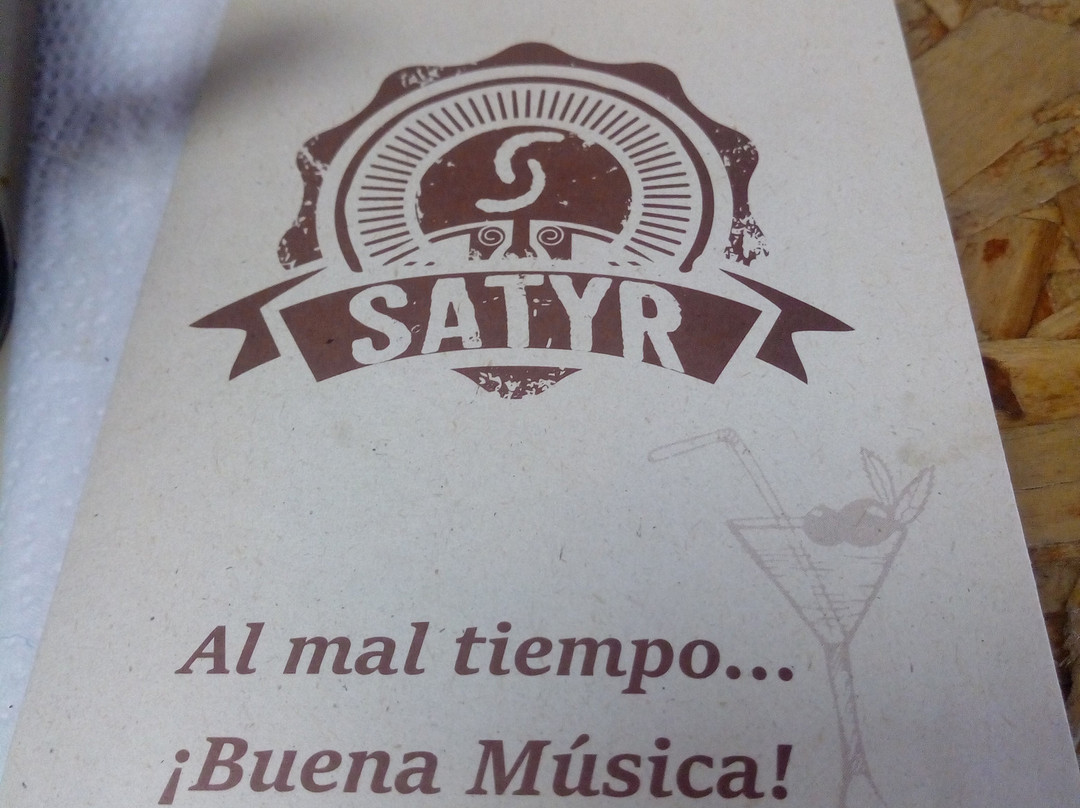 S
SATYR
Al mal tiempo...
¡Buena Música!